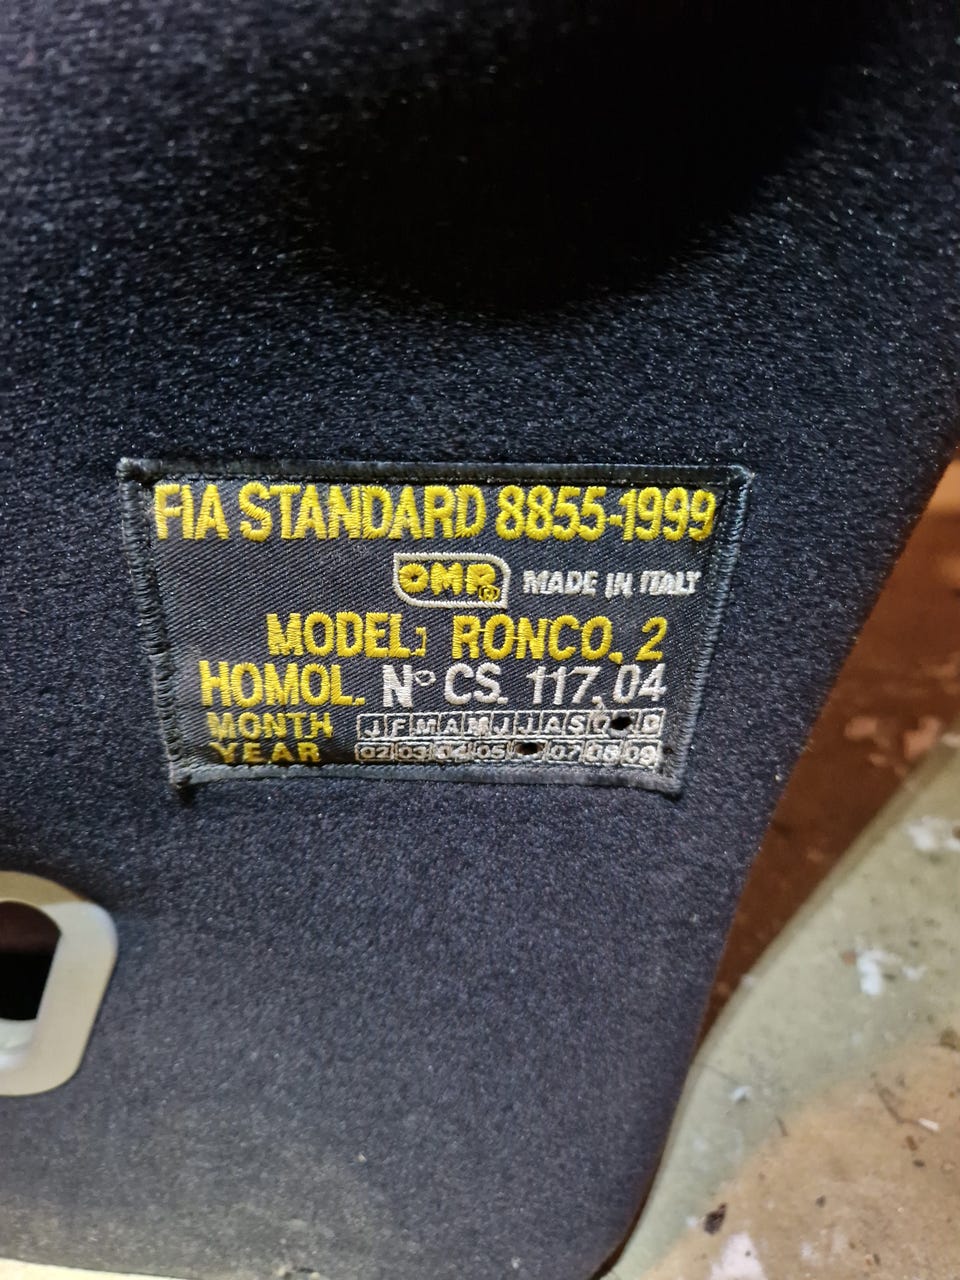 FIA STANDARD 8855-1999
OMP® MADE IN ITALY
MODEL: RONCO, 2
HOMOL. N° CS. 117.04
MONTH J F M A M J J A S D
YEAR 02 03 04 05 07 08 09